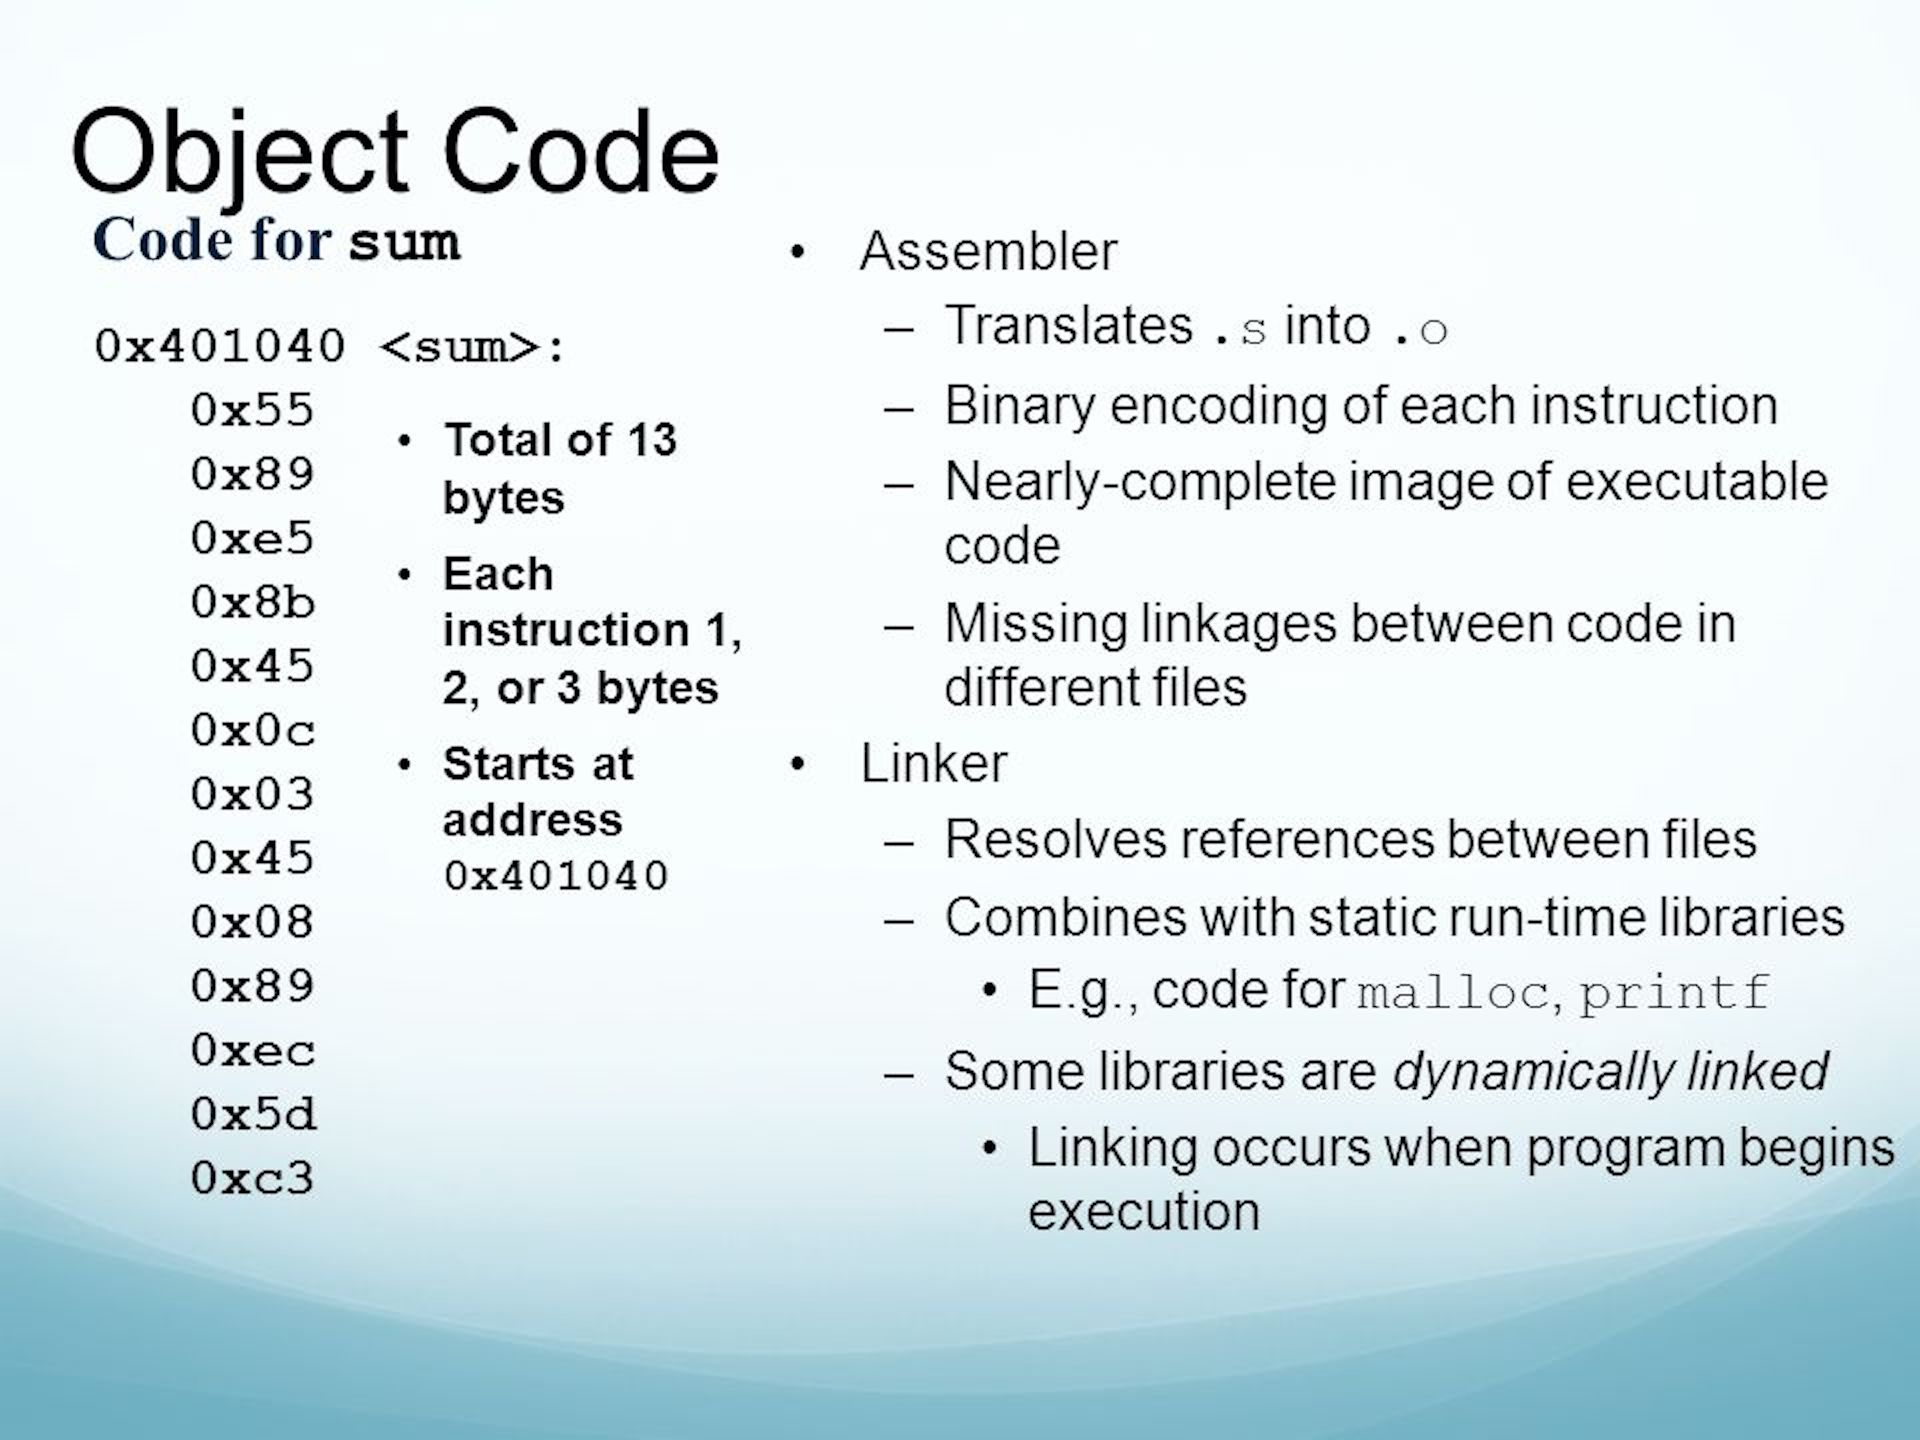 Object Code
Code for sum
0x401040 <sum>:
0x55
0x89
0xe5
0x8b
0x45
0x0c
0x03
0x45
0x08
0x89
0xec
0x5d
0xc3
• Total of 13
bytes
• Each
instruction 1,
2, or 3 bytes
• Starts at
address
0x401040
• Assembler
– Translates .s into .o
– Binary encoding of each instruction
– Nearly-complete image of executable
code
– Missing linkages between code in
different files
• Linker
– Resolves references between files
– Combines with static run-time libraries
• E.g., code for malloc, printf
– Some libraries are dynamically linked
• Linking occurs when program begins
execution